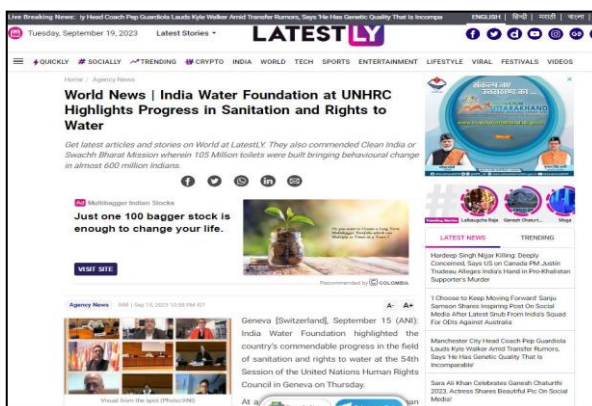 Live Breaking News: ty Head Coach Pep Guardiola Lauds Kyle Walker Amid Transfer Rumors, Says 'He Has Genetic Quality That Is Incompa
ENGLISH | हिन्दी | मराठी | বাংলা
Tuesday, September 19, 2023 Latest Stories
LATESTLY
QUICKLY # SOCIALLY TRENDING CRYPTO INDIA WORLD TECH SPORTS ENTERTAINMENT LIFESTYLE VIRAL FESTIVALS VIDEOS
Home / Agency News
World News | India Water Foundation at UNHRC
Highlights Progress in Sanitation and Rights to
Water
Get latest articles and stories on World at LatestLY. They also commended Clean India or
Swachh Bharat Mission wherein 105 Million toilets were built bringing behavioural change
in almost 600 million Indians.
Ad Multibagger Indian Stocks
Just one 100 bagger stock is
enough to change your life.
VISIT SITE
Recommended by COLOMBIA
Agency News ANI | Sep 15, 2023 10:58 PM IST
A- A+
Visual from the spot (Photo/ANI)
Geneva [Switzerland], September 15 (ANI):
India Water Foundation highlighted the
country's commendable progress in the field
of sanitation and rights to water at the 54th
Session of the United Nations Human Rights
Council in Geneva on Thursday.
At a
UTTARAKHAND
Trending Stories Lalbaugcha Raja Ganesh Chaturt...
LATEST NEWS TRENDING
Hardeep Singh Nijjar Killing: Deeply
Concerned, Says US on Canada PM Justin
Trudeau Alleges India's Hand in Pro-Khalistan
Supporter's Murder
'I Choose to Keep Moving Forward' Sanju
Samson Shares Inspiring Post On Social
Media After Latest Snub From India's Squad
For ODIs Against Australia
Manchester City Head Coach Pep Guardiola
Lauds Kyle Walker Amid Transfer Rumors,
Says 'He Has Genetic Quality That Is
Incomparable'
Sara Ali Khan Celebrates Ganesh Chaturthi
2023, Actress Shares Beautiful Pic On Social
Media!